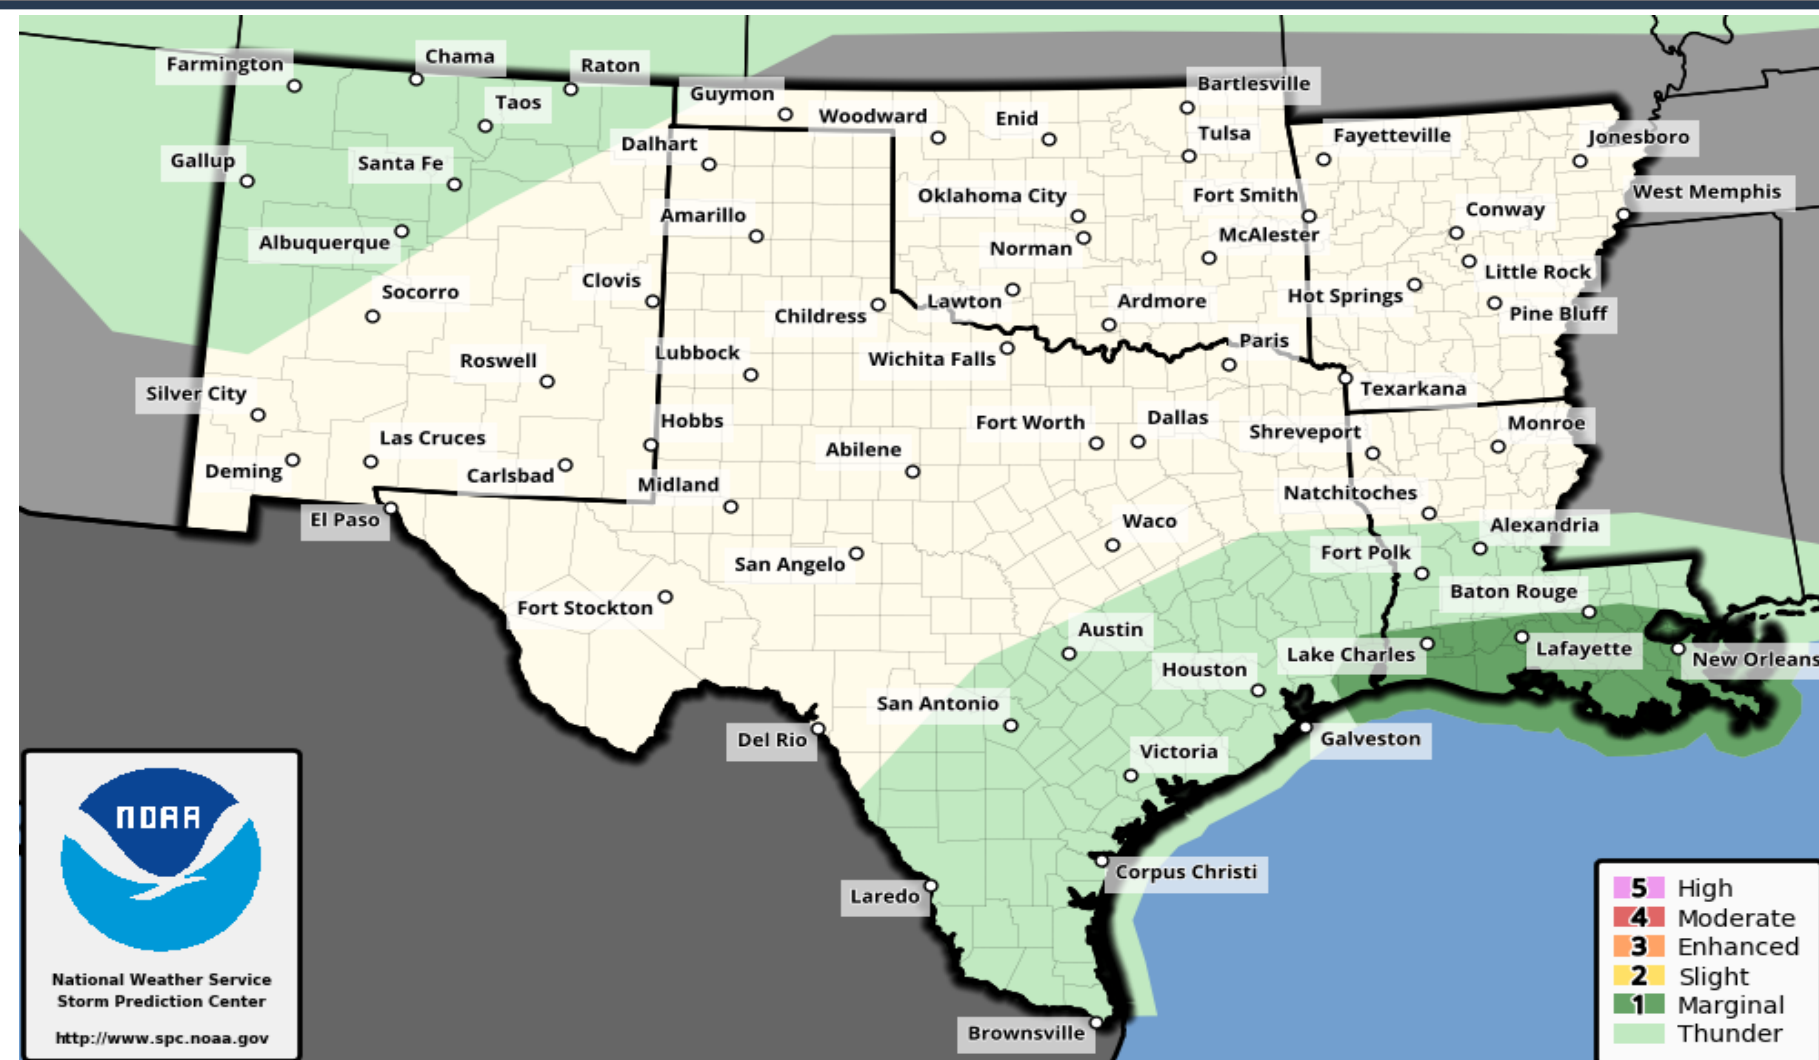 Farmington
Chama
Raton
Taos
Guymon
Woodward
Enid
Bartlesville
Tulsa
Fayetteville
Jonesboro
Gallup
Santa Fe
Dalhart
Oklahoma City
Fort Smith
Conway
West Memphis
Albuquerque
Amarillo
Norman
McAlester
Little Rock
Socorro
Clovis
Childress
Lawton
Ardmore
Hot Springs
Pine Bluff
Roswell
Lubbock
Wichita Falls
Paris
Texarkana
Silver City
Hobbs
Fort Worth
Dallas
Shreveport
Monroe
Las Cruces
Abilene
Deming
Carlsbad
Midland
Natchitoches
El Paso
Waco
Alexandria
San Angelo
Fort Polk
Fort Stockton
Baton Rouge
Austin
Houston
Lake Charles
Lafayette
New Orleans
San Antonio
Del Rio
Victoria
Galveston
Laredo
Corpus Christi
Brownsville
NOAA
National Weather Service
Storm Prediction Center
http://www.spc.noaa.gov
5 High
4 Moderate
3 Enhanced
2 Slight
1 Marginal
Thunder